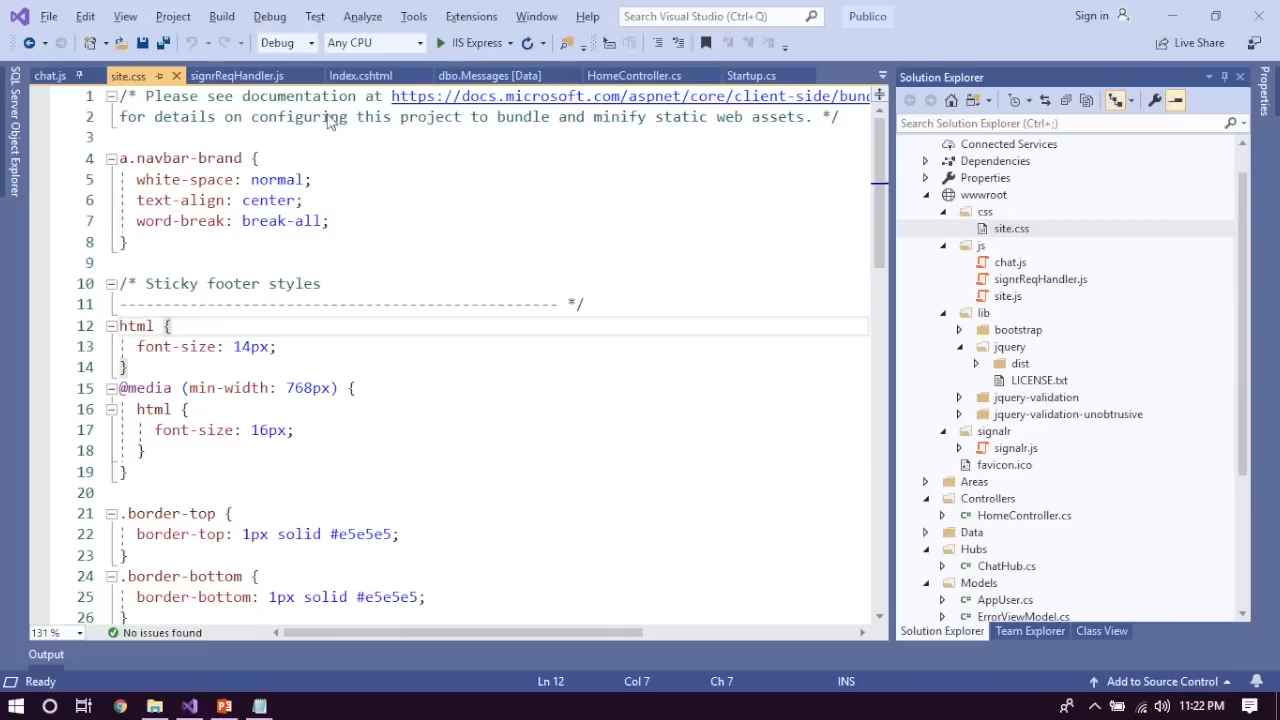 File Edit View Project Build Debug Test Analyze Tools Extensions Window Help Search Visual Studio (Ctrl+Q) Publico Sign in
Debug Any CPU IIS Express Live Share
chat.js site.css signrReqHandler.js Index.cshtml dbo.Messages [Data] HomeController.cs Startup.cs
SQL Server Object Explorer
1 /* Please see documentation at https://docs.microsoft.com/aspnet/core/client-side/bund
2 for details on configuring this project to bundle and minify static web assets. */
3
4 a.navbar-brand {
5 white-space: normal;
6 text-align: center;
7 word-break: break-all;
8 }
9
10 /* Sticky footer styles
11 -------------------------------------------------- */
12 html {
13 font-size: 14px;
14 }
15 @media (min-width: 768px) {
16 html {
17 font-size: 16px;
18 }
19 }
20
21 .border-top {
22 border-top: 1px solid #e5e5e5;
23 }
24 .border-bottom {
25 border-bottom: 1px solid #e5e5e5;
26 }
131 % No issues found
Solution Explorer
Search Solution Explorer (Ctrl+;)
Connected Services
Dependencies
Properties
wwwroot
css
site.css
js
chat.js
signrReqHandler.js
site.js
lib
bootstrap
jquery
dist
LICENSE.txt
jquery-validation
jquery-validation-unobtrusive
signalr
signalr.js
favicon.ico
Areas
Controllers
HomeController.cs
Data
Hubs
ChatHub.cs
Models
AppUser.cs
ErrorViewModel.cs
Solution Explorer Team Explorer Class View
Properties
Output
Ready Ln 12 Col 7 Ch 7 INS Add to Source Control
11:22 PM